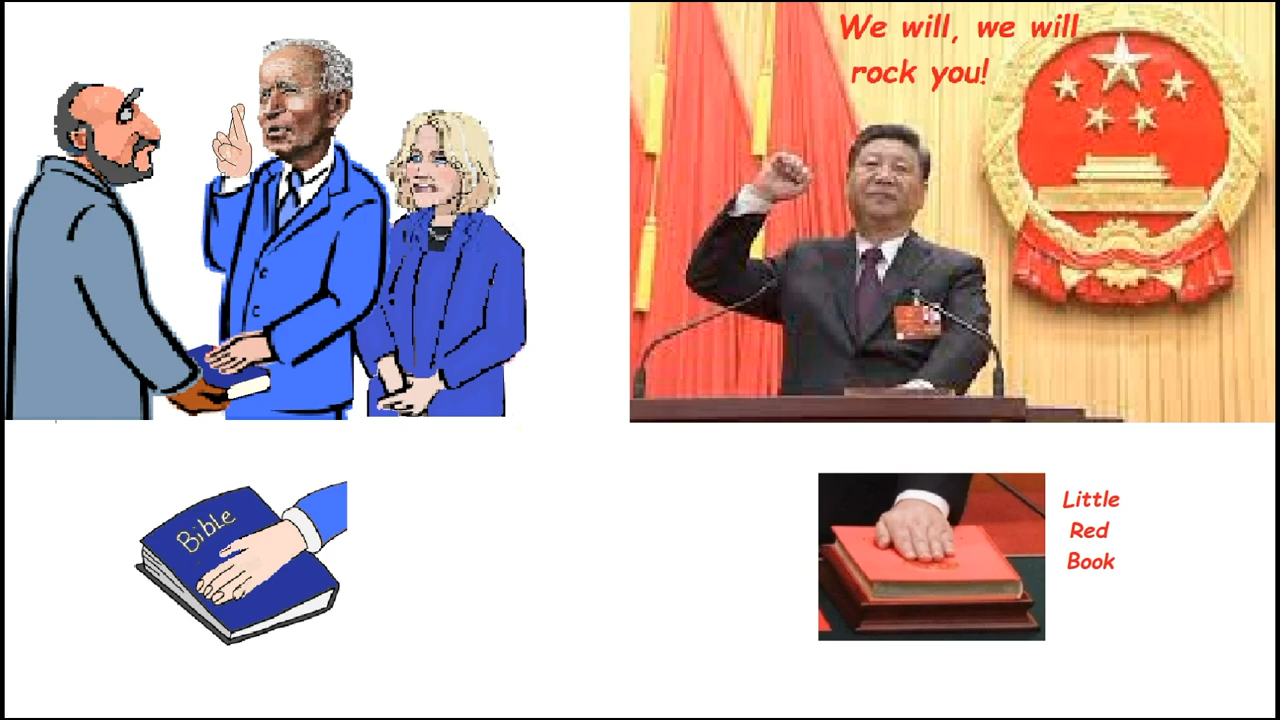 We will, we will
rock you!
Bible
Little
Red
Book